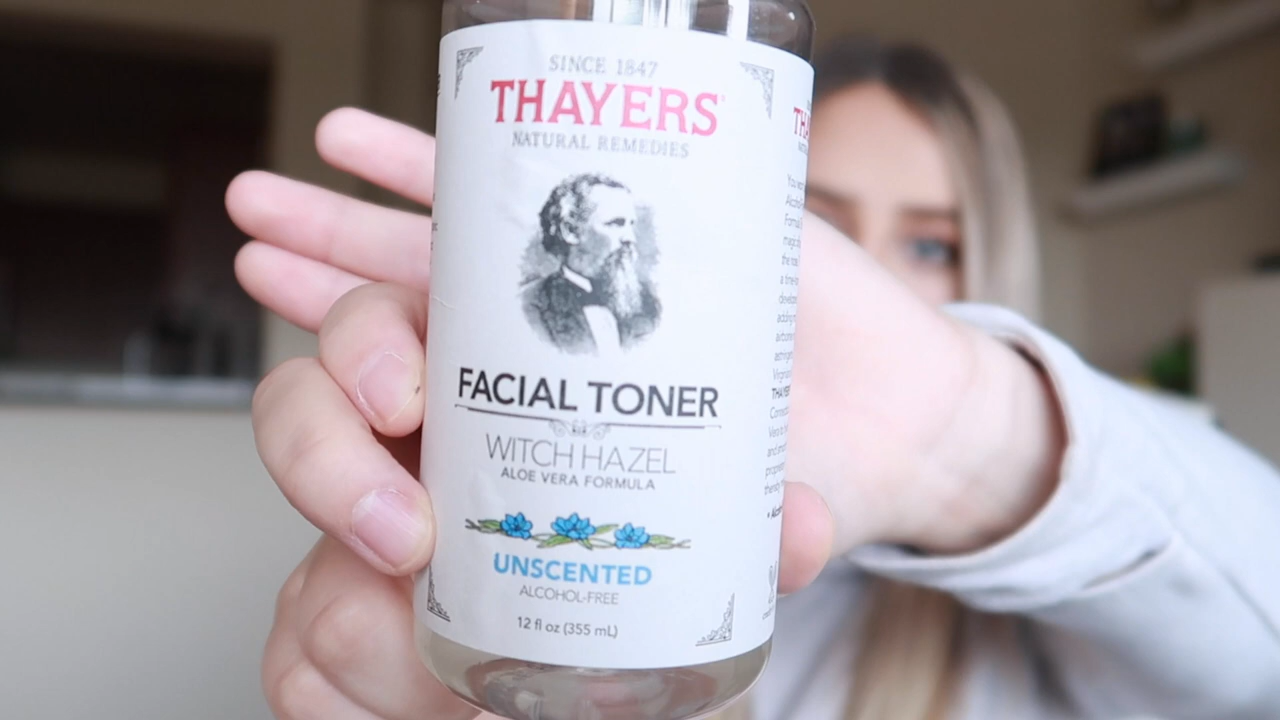 SINCE 1847
THAYERS
NATURAL REMEDIES
FACIAL TONER
WITCH HAZEL
ALOE VERA FORMULA
UNSCENTED
ALCOHOL-FREE
12 fl oz (355 mL)